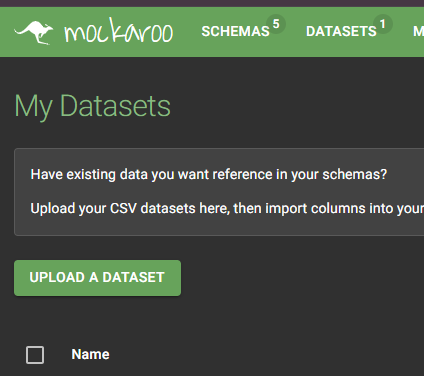 mockaroo SCHEMAS 5 DATASETS 1 M
My Datasets
Have existing data you want reference in your schemas?
Upload your CSV datasets here, then import columns into your
UPLOAD A DATASET
Name